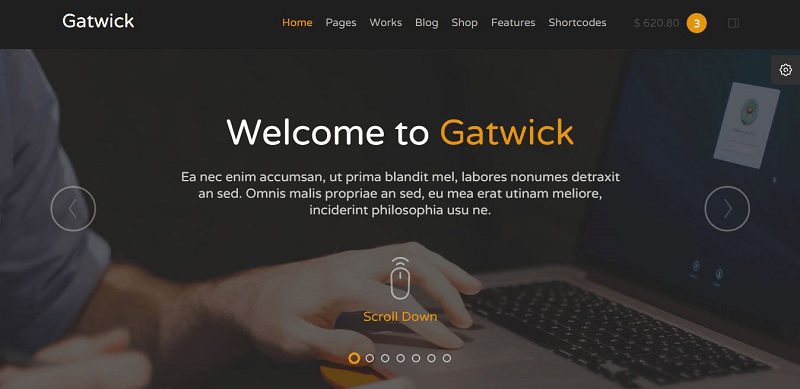 Gatwick
Home Pages Works Blog Shop Features Shortcodes $ 620.80 3
Welcome to Gatwick
Ea nec enim accumsan, ut prima blandit mel, labores nonumes detraxit
an sed. Omnis malis propriae an sed, eu mea erat utinam meliore,
inciderint philosophia usu ne.
Scroll Down